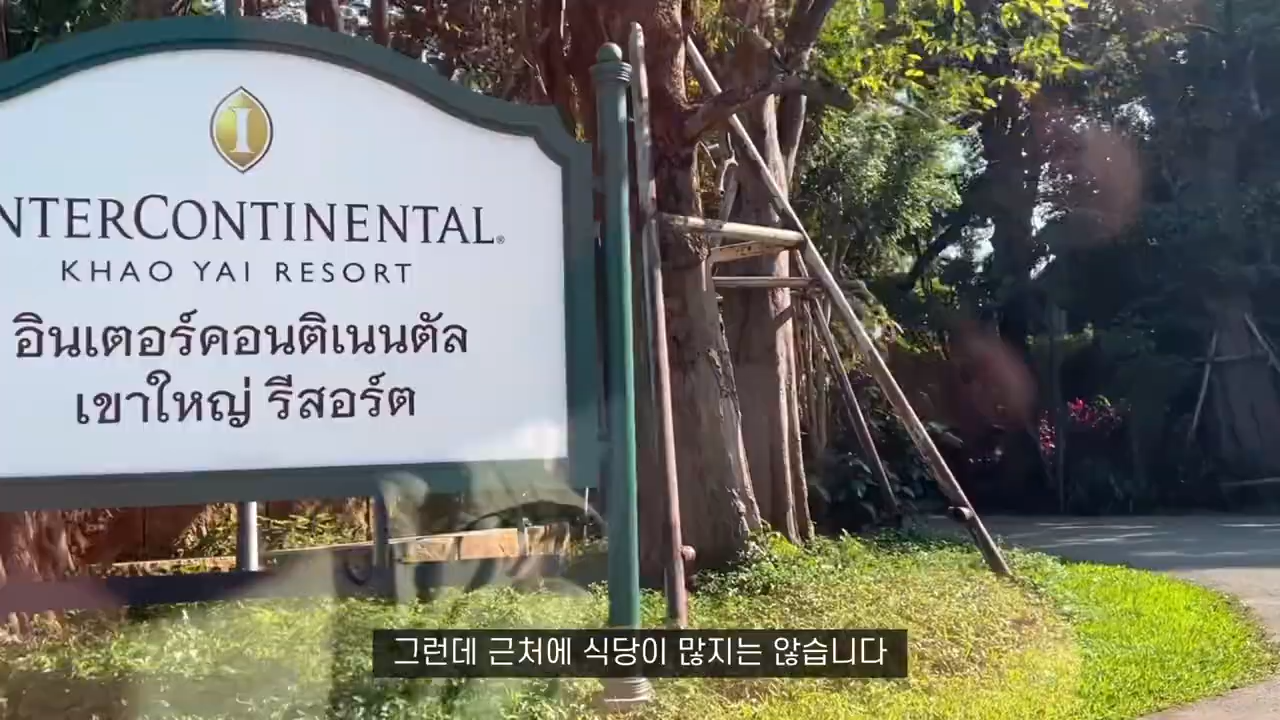 I
NTERCONTINENTAL®
KHAO YAI RESORT
อินเตอร์คอนติเนนตัล
เขาใหญ่ รีสอร์ต
그런데 근처에 식당이 많지는 않습니다